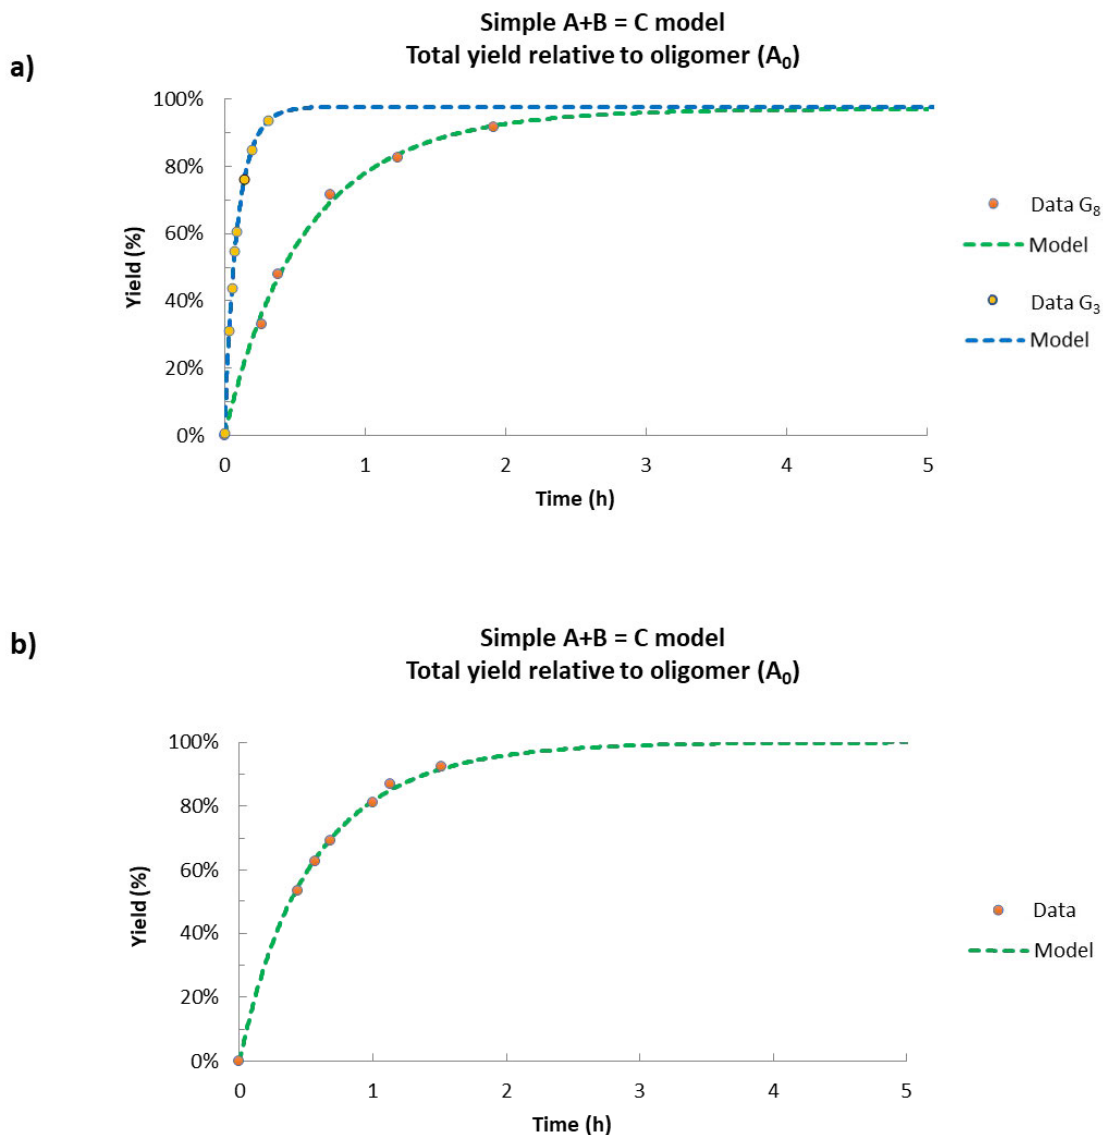 a)
Simple A+B = C model
Total yield relative to oligomer (A₀)
100%
80%
60%
40%
20%
0%
Yield (%)
0 1 2 3 4 5
Time (h)
Data G₈
Model
Data G₃
Model
b)
Simple A+B = C model
Total yield relative to oligomer (A₀)
100%
80%
60%
40%
20%
0%
Yield (%)
0 1 2 3 4 5
Time (h)
Data
Model